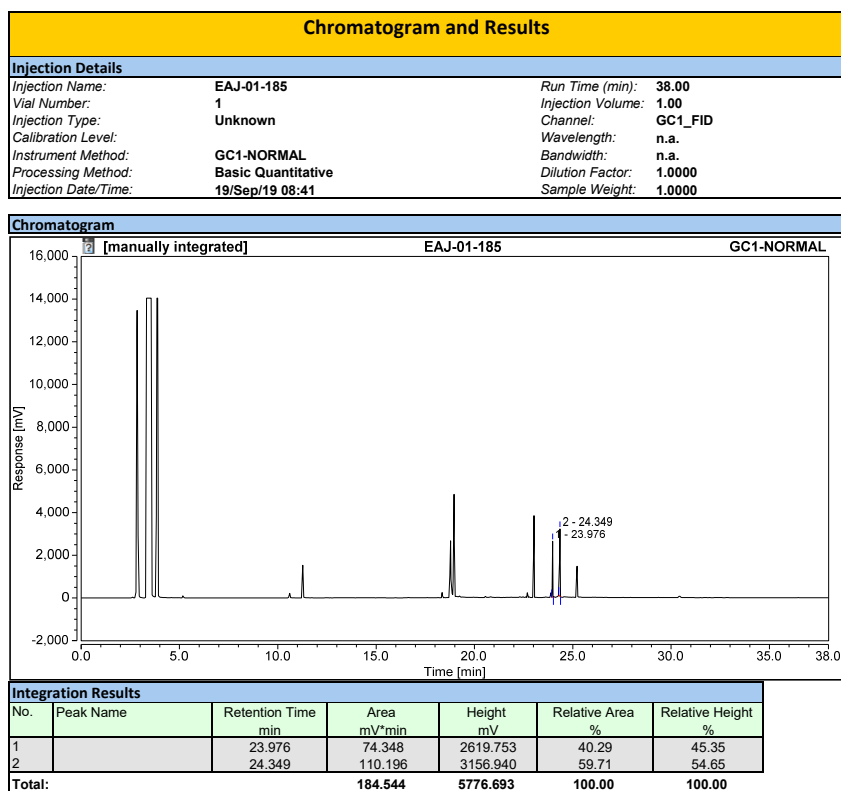 Chromatogram and Results
Injection Details
Injection Name: EAJ-01-185 Run Time (min): 38.00
Vial Number: 1 Injection Volume: 1.00
Injection Type: Unknown Channel: GC1_FID
Calibration Level: Wavelength: n.a.
Instrument Method: GC1-NORMAL Bandwidth: n.a.
Processing Method: Basic Quantitative Dilution Factor: 1.0000
Injection Date/Time: 19/Sep/19 08:41 Sample Weight: 1.0000
Chromatogram
[manually integrated] EAJ-01-185 GC1-NORMAL
16,000
14,000
12,000
10,000
8,000
6,000
4,000
2,000
0
-2,000
Response [mV]
2 - 24.349
1 - 23.976
0.0 5.0 10.0 15.0 20.0 25.0 30.0 35.0 38.0
Time [min]
Integration Results
No. Peak Name Retention Time Area Height Relative Area Relative Height
min mV*min mV % %
1 23.976 74.348 2619.753 40.29 45.35
2 24.349 110.196 3156.940 59.71 54.65
Total: 184.544 5776.693 100.00 100.00